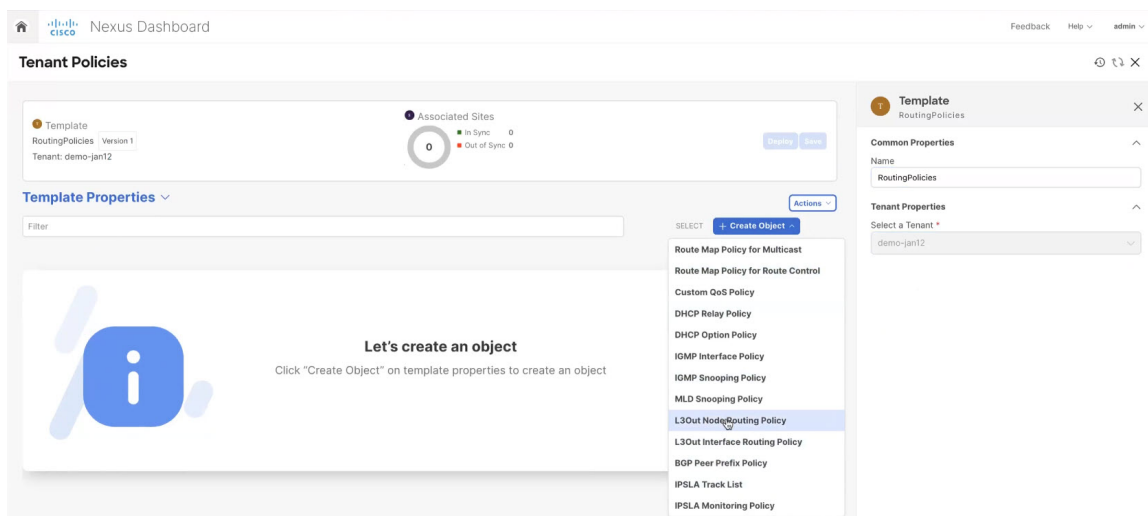 CISCO Nexus Dashboard
Feedback Help admin
Tenant Policies
Template
RoutingPolicies Version 1
Tenant: demo-jan12
Associated Sites
0
In Sync 0
Out of Sync 0
Deploy Save
Template Properties
Actions
Filter
SELECT + Create Object
Route Map Policy for Multicast
Route Map Policy for Route Control
Custom QoS Policy
DHCP Relay Policy
DHCP Option Policy
IGMP Interface Policy
IGMP Snooping Policy
MLD Snooping Policy
L3Out Node Routing Policy
L3Out Interface Routing Policy
BGP Peer Prefix Policy
IPSLA Track List
IPSLA Monitoring Policy
Let's create an object
Click "Create Object" on template properties to create an object
T
Template
RoutingPolicies
Common Properties
Name
RoutingPolicies
Tenant Properties
Select a Tenant *
demo-jan12